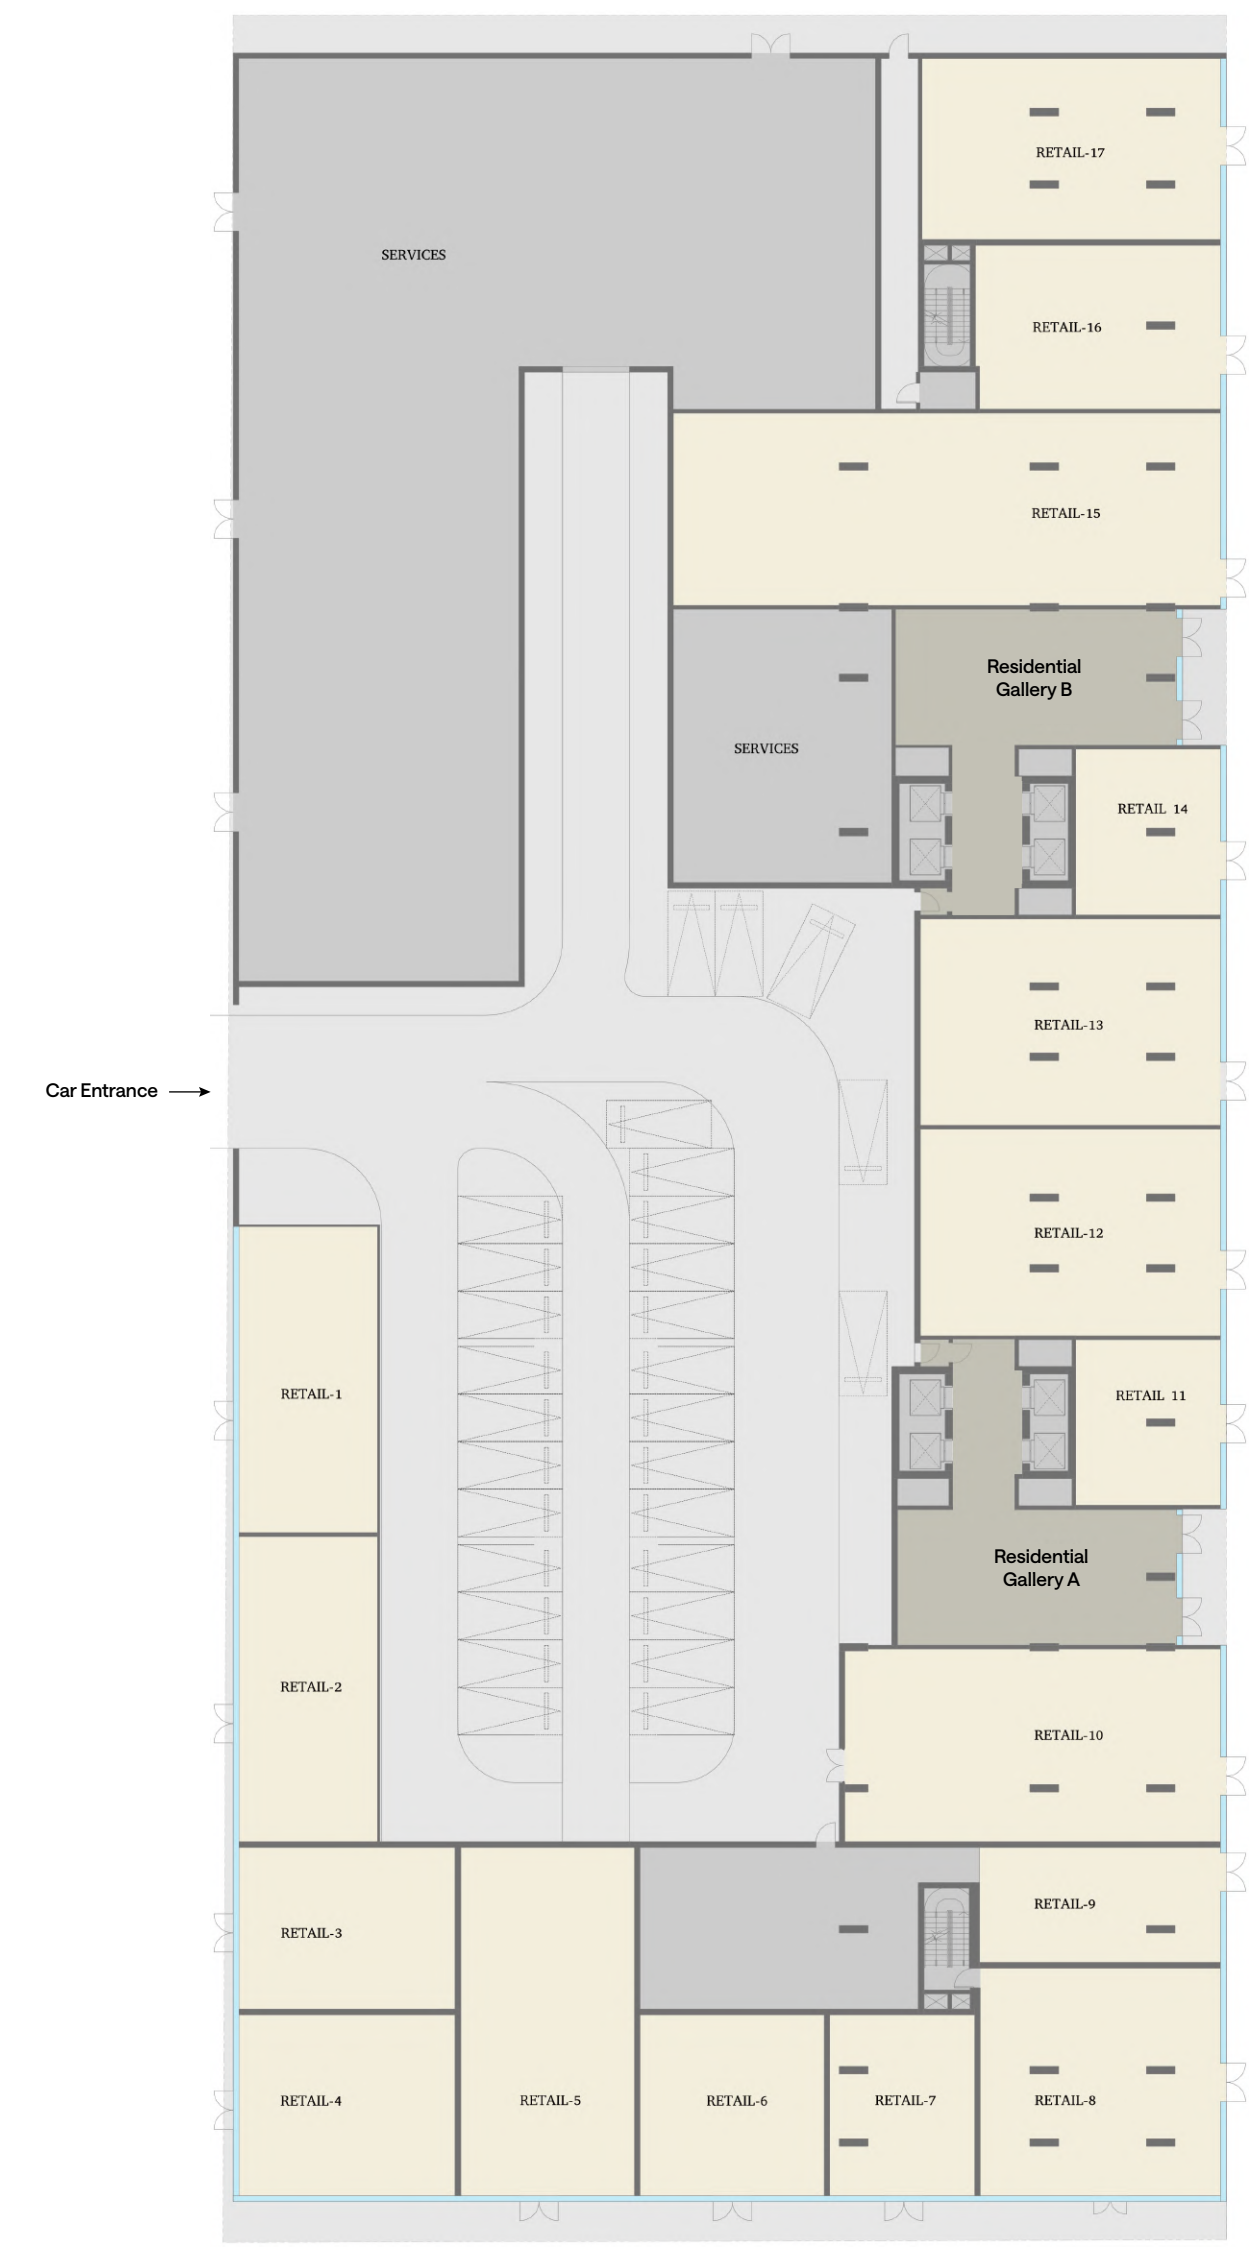 RETAIL-17
SERVICES
RETAIL-16
RETAIL-15
Residential
Gallery B
SERVICES
RETAIL 14
RETAIL-13
Car Entrance
RETAIL-12
RETAIL-1
RETAIL 11
Residential
Gallery A
RETAIL-2
RETAIL-10
RETAIL-9
RETAIL-3
RETAIL-4
RETAIL-5
RETAIL-6
RETAIL-7
RETAIL-8